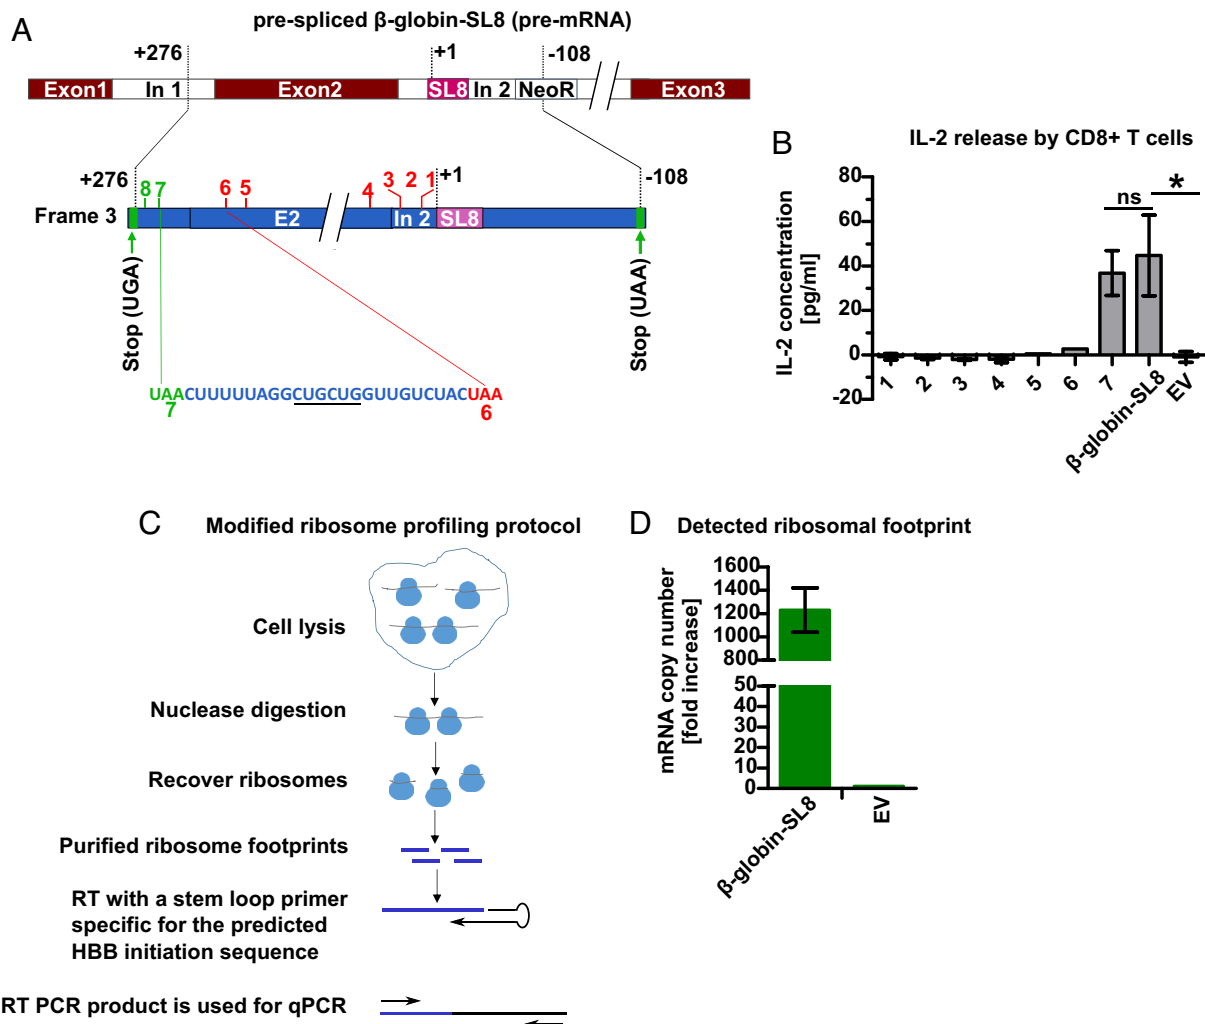 A
pre-spliced β-globin-SL8 (pre-mRNA)
+276
+1
-108
Exon1
In 1
Exon2
SL8
In 2
NeoR
Exon3
+276
8
7
6
5
4
3
2
1
+1
-108
Frame 3
E2
In 2
SL8
Stop (UGA)
Stop (UAA)
UAACUUUUUAGGCUGCUGGUUGUCUACUAA
7
6
B
IL-2 release by CD8+ T cells
IL-2 concentration
[pg/ml]
80
60
40
20
0
-20
ns
*
1
2
3
4
5
6
7
β-globin-SL8
EV
C
Modified ribosome profiling protocol
Cell lysis
Nuclease digestion
Recover ribosomes
Purified ribosome footprints
RT with a stem loop primer
specific for the predicted
HBB initiation sequence
RT PCR product is used for qPCR
D
Detected ribosomal footprint
mRNA copy number
[fold increase]
1600
1400
1200
1000
800
50
40
30
20
10
0
β-globin-SL8
EV